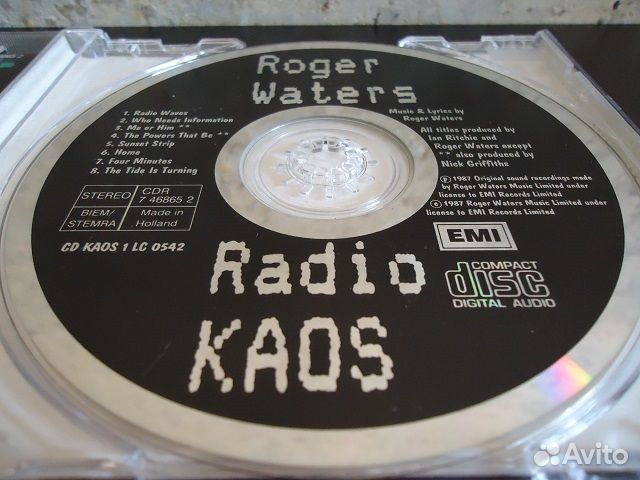 Roger
Waters
1. Radio Waves
2. Who Needs Information
3. Me or Him **
4. The Powers That Be **
5. Sunset Strip
6. Home
7. Four Minutes
8. The Tide Is Turning
Music & Lyrics by
Roger Waters
All titles produced by
Ian Ritchie and
Roger Waters except
** also produced by
Nick Griffiths
℗ 1987 Original sound recordings made
by Roger Waters Music Limited under
license to EMI Records Limited
© 1987 Roger Waters Music Limited under
license to EMI Records Limited
STEREO
CDR
7 46865 2
BIEM/
STEMRA
Made in
Holland
CD KAOS 1 LC 0542
EMI
COMPACT
disc
DIGITAL AUDIO
Radio
KAOS
Avito